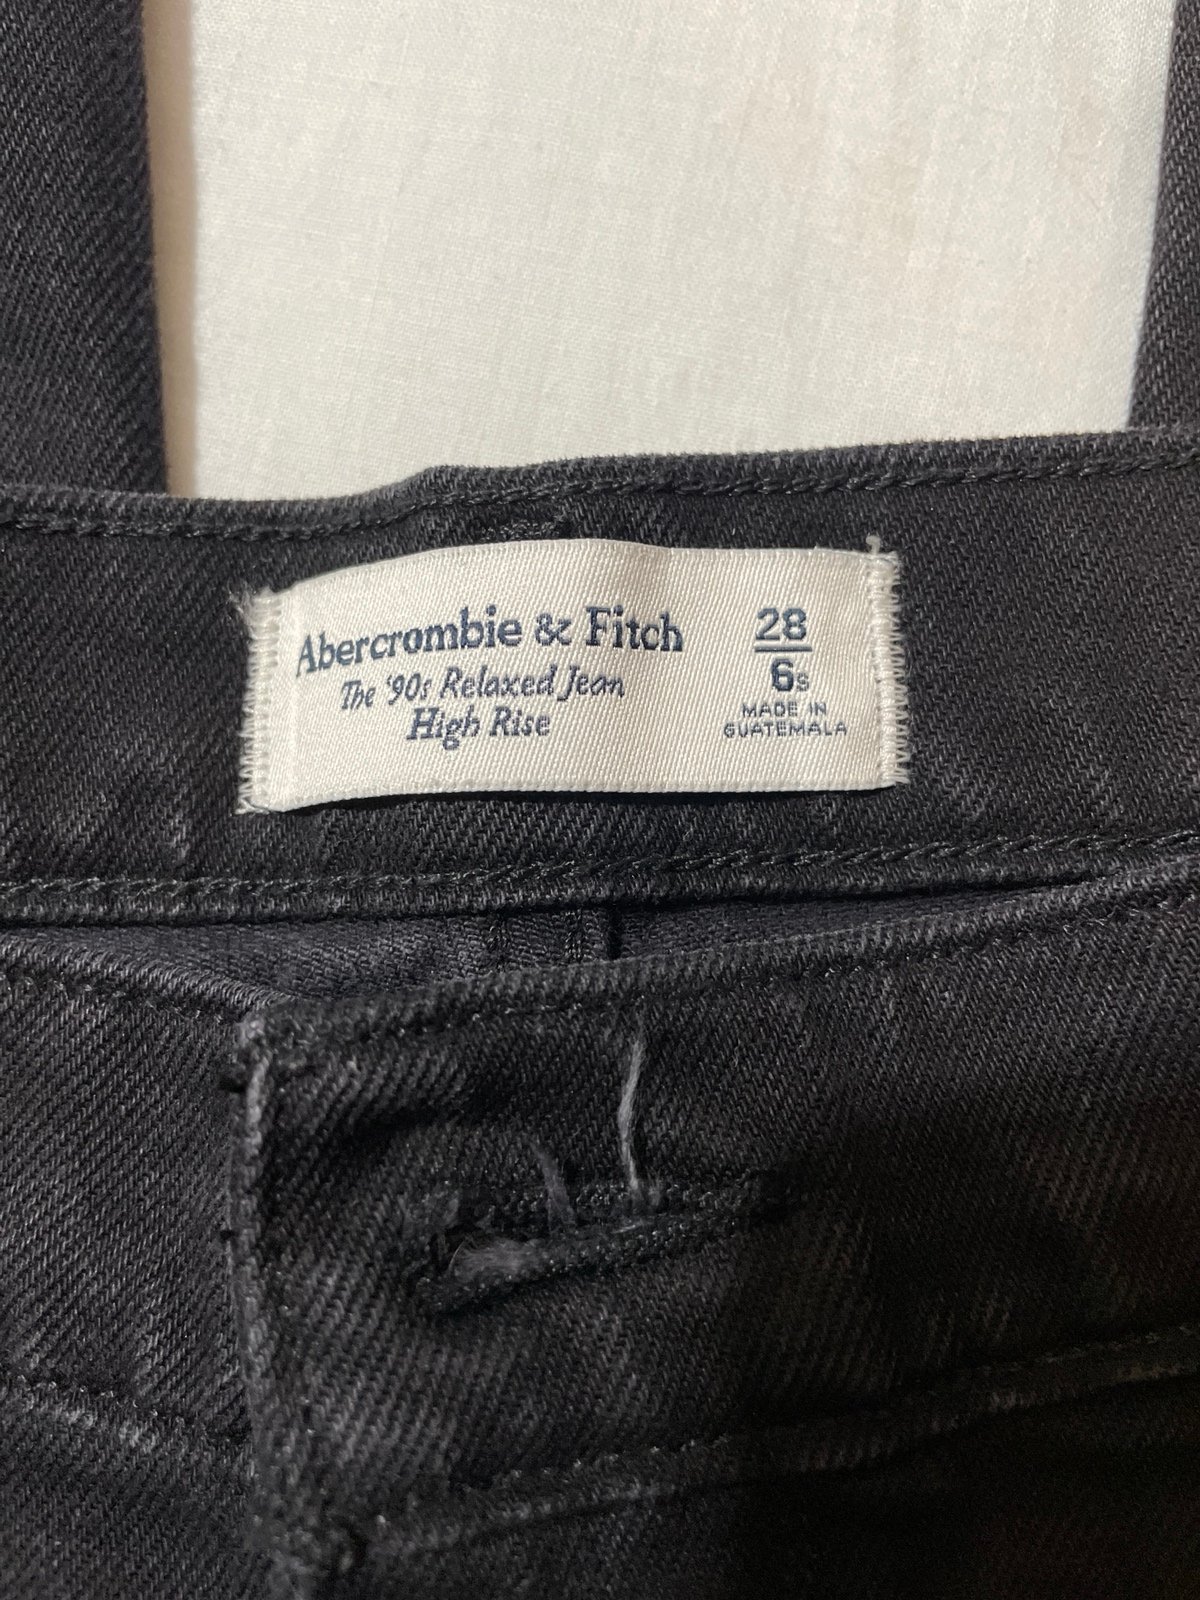 Abercrombie & Fitch
The '90s Relaxed Jean
High Rise
28
6s
MADE IN
GUATEMALA